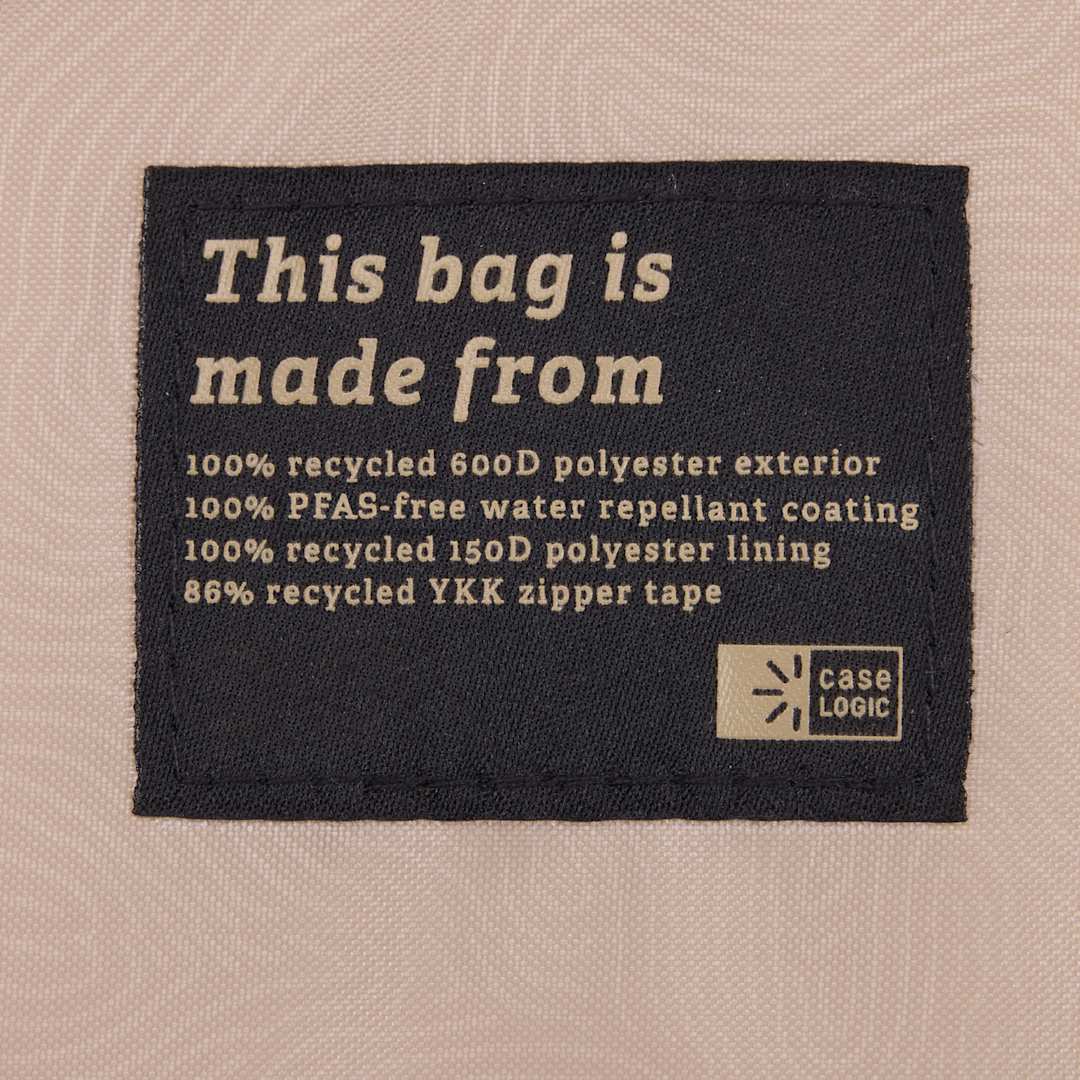 This bag is
made from
100% recycled 600D polyester exterior
100% PFAS-free water repellant coating
100% recycled 150D polyester lining
86% recycled YKK zipper tape
case
LOGIC